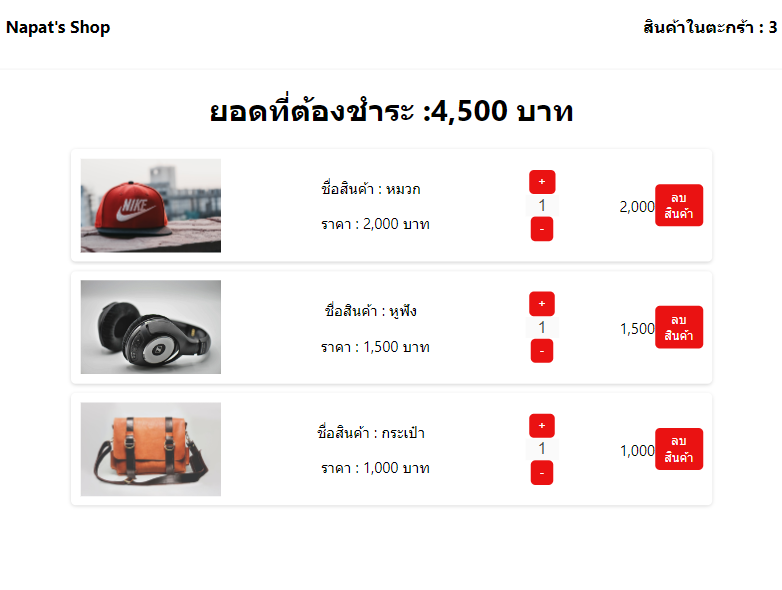 Napat's Shop
สินค้าในตะกร้า : 3
ยอดที่ต้องชำระ :4,500 บาท
NIKE
ชื่อสินค้า : หมวก
ราคา : 2,000 บาท
+
1
-
2,000
ลบ
สินค้า
ชื่อสินค้า : หูฟัง
ราคา : 1,500 บาท
+
1
-
1,500
ลบ
สินค้า
ชื่อสินค้า : กระเป๋า
ราคา : 1,000 บาท
+
1
-
1,000
ลบ
สินค้า